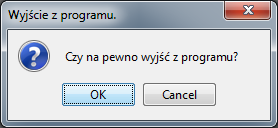 Wyjście z programu.
Czy na pewno wyjść z programu?
OK
Cancel